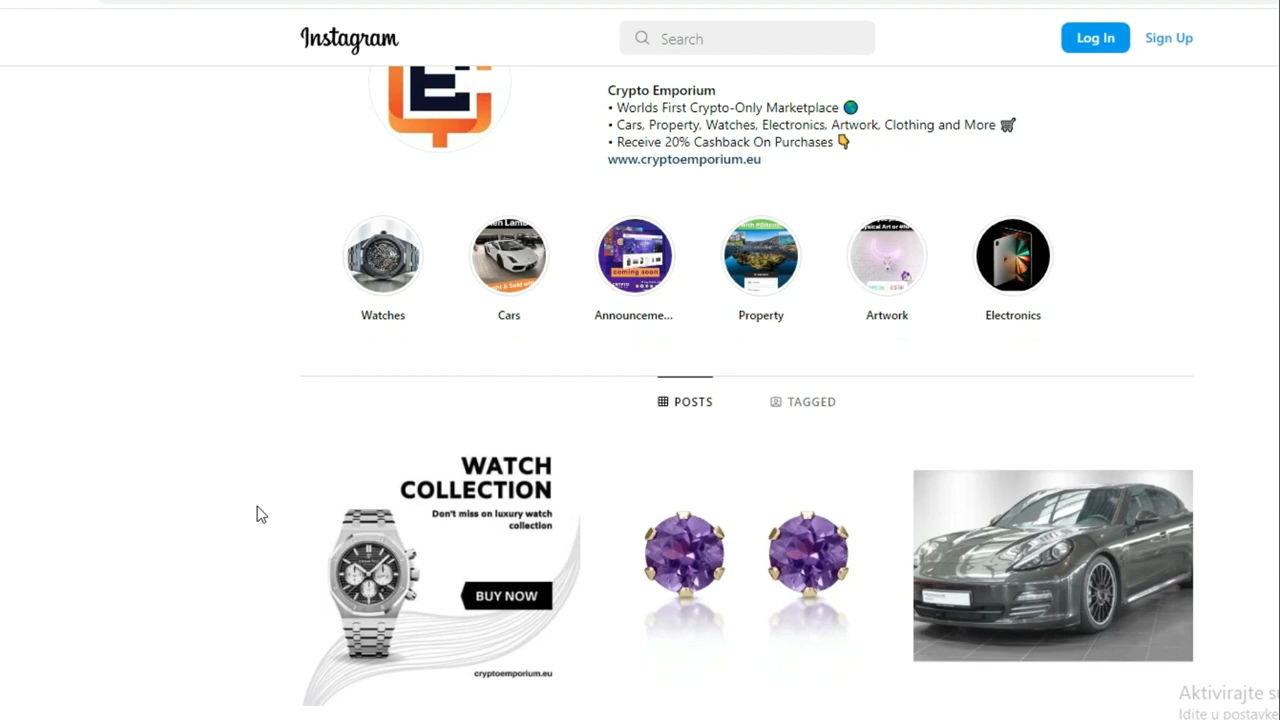 Instagram
Search
Log In
Sign Up
E
Crypto Emporium
• Worlds First Crypto-Only Marketplace 🌎
• Cars, Property, Watches, Electronics, Artwork, Clothing and More 🛒
• Receive 20% Cashback On Purchases 👇
www.cryptoemporium.eu
coming soon
Watches
Cars
Announceme...
Property
Artwork
Electronics
POSTS
TAGGED
WATCH
COLLECTION
Don't miss on luxury watch
collection
BUY NOW
cryptoemporium.eu
Aktivirajte
Idite u postavke